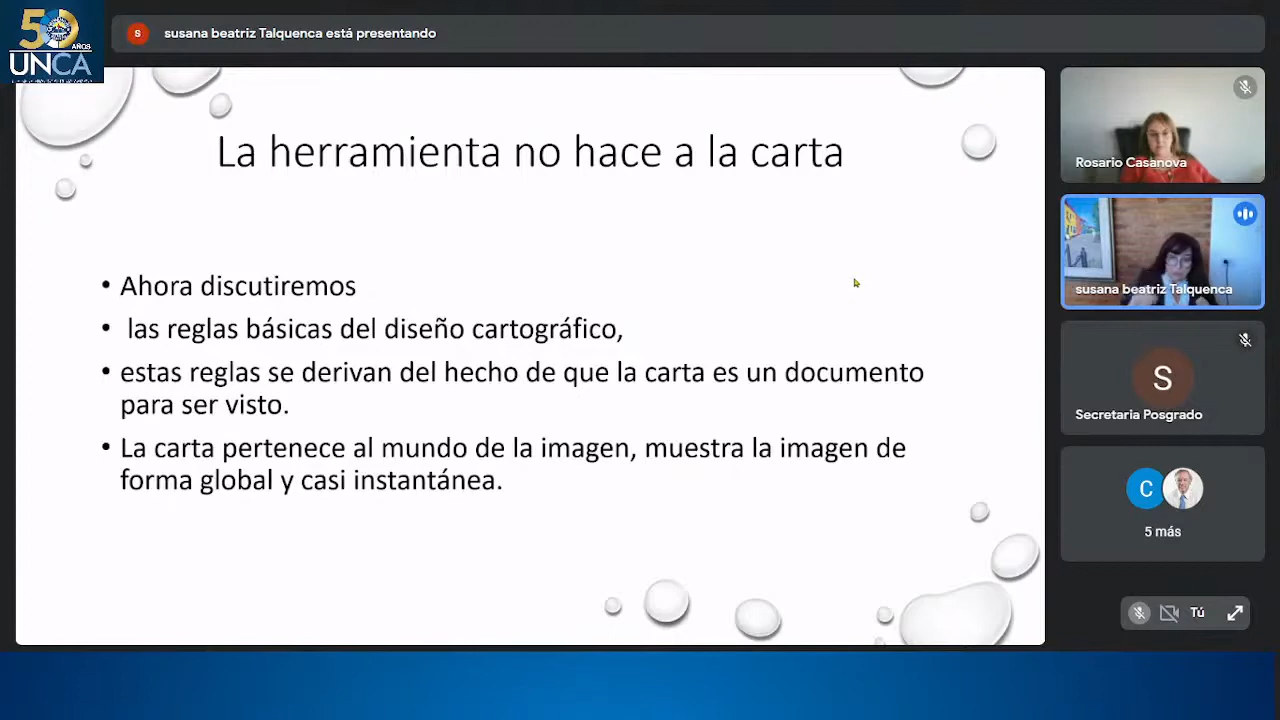 50
AÑOS
UNCA
S
susana beatriz Talquenca está presentando
La herramienta no hace a la carta
• Ahora discutiremos
• las reglas básicas del diseño cartográfico,
• estas reglas se derivan del hecho de que la carta es un documento
para ser visto.
• La carta pertenece al mundo de la imagen, muestra la imagen de
forma global y casi instantánea.
Rosario Casanova
susana beatriz Talquenca
S
Secretaria Posgrado
C
5 más
Tú